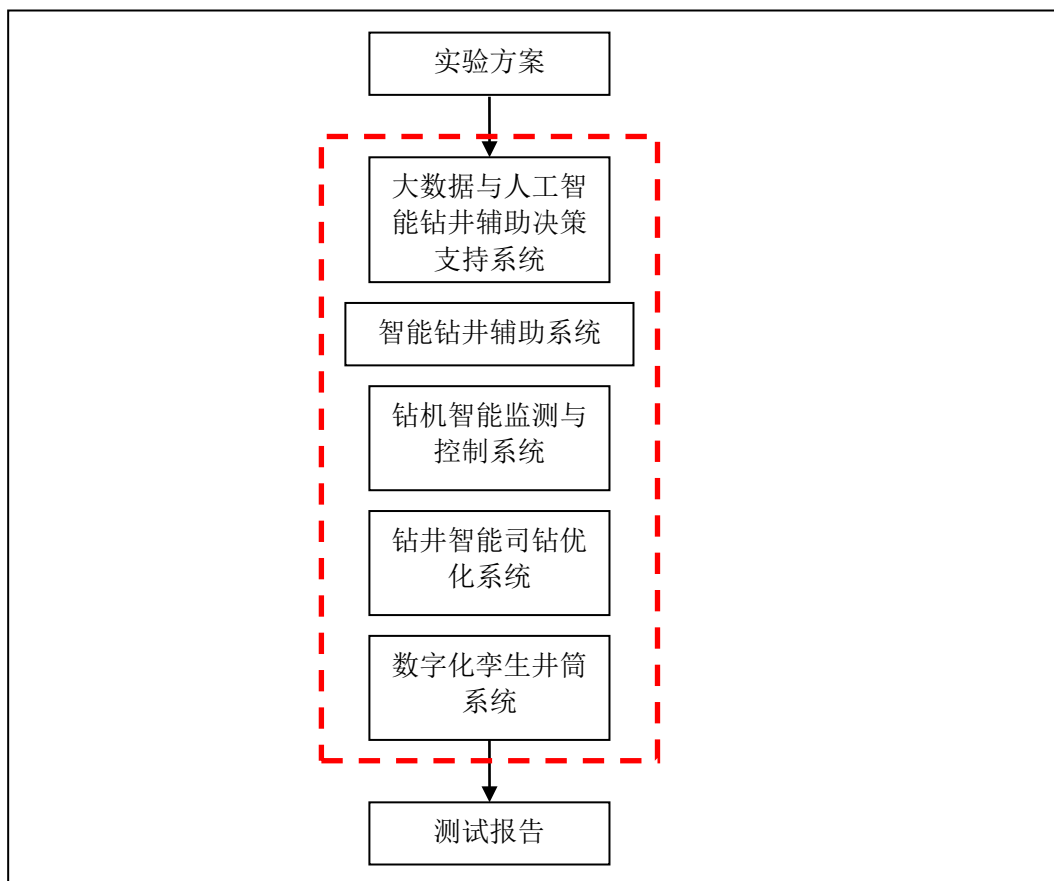 实验方案
大数据与人工智
能钻井辅助决策
支持系统
智能钻井辅助系统
钻机智能监测与
控制系统
钻井智能司钻优
化系统
数字化孪生井筒
系统
测试报告